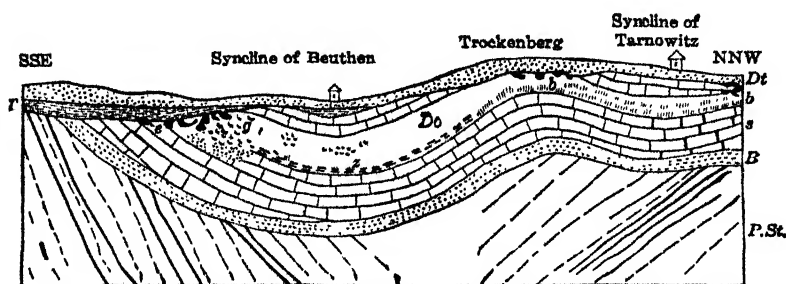 Syncline of Tarnowitz
Trockenberg
Syncline of Beuthen
SSE
NNW
Dt
T
b
b
Do
e
g
s
z
B
P.St.